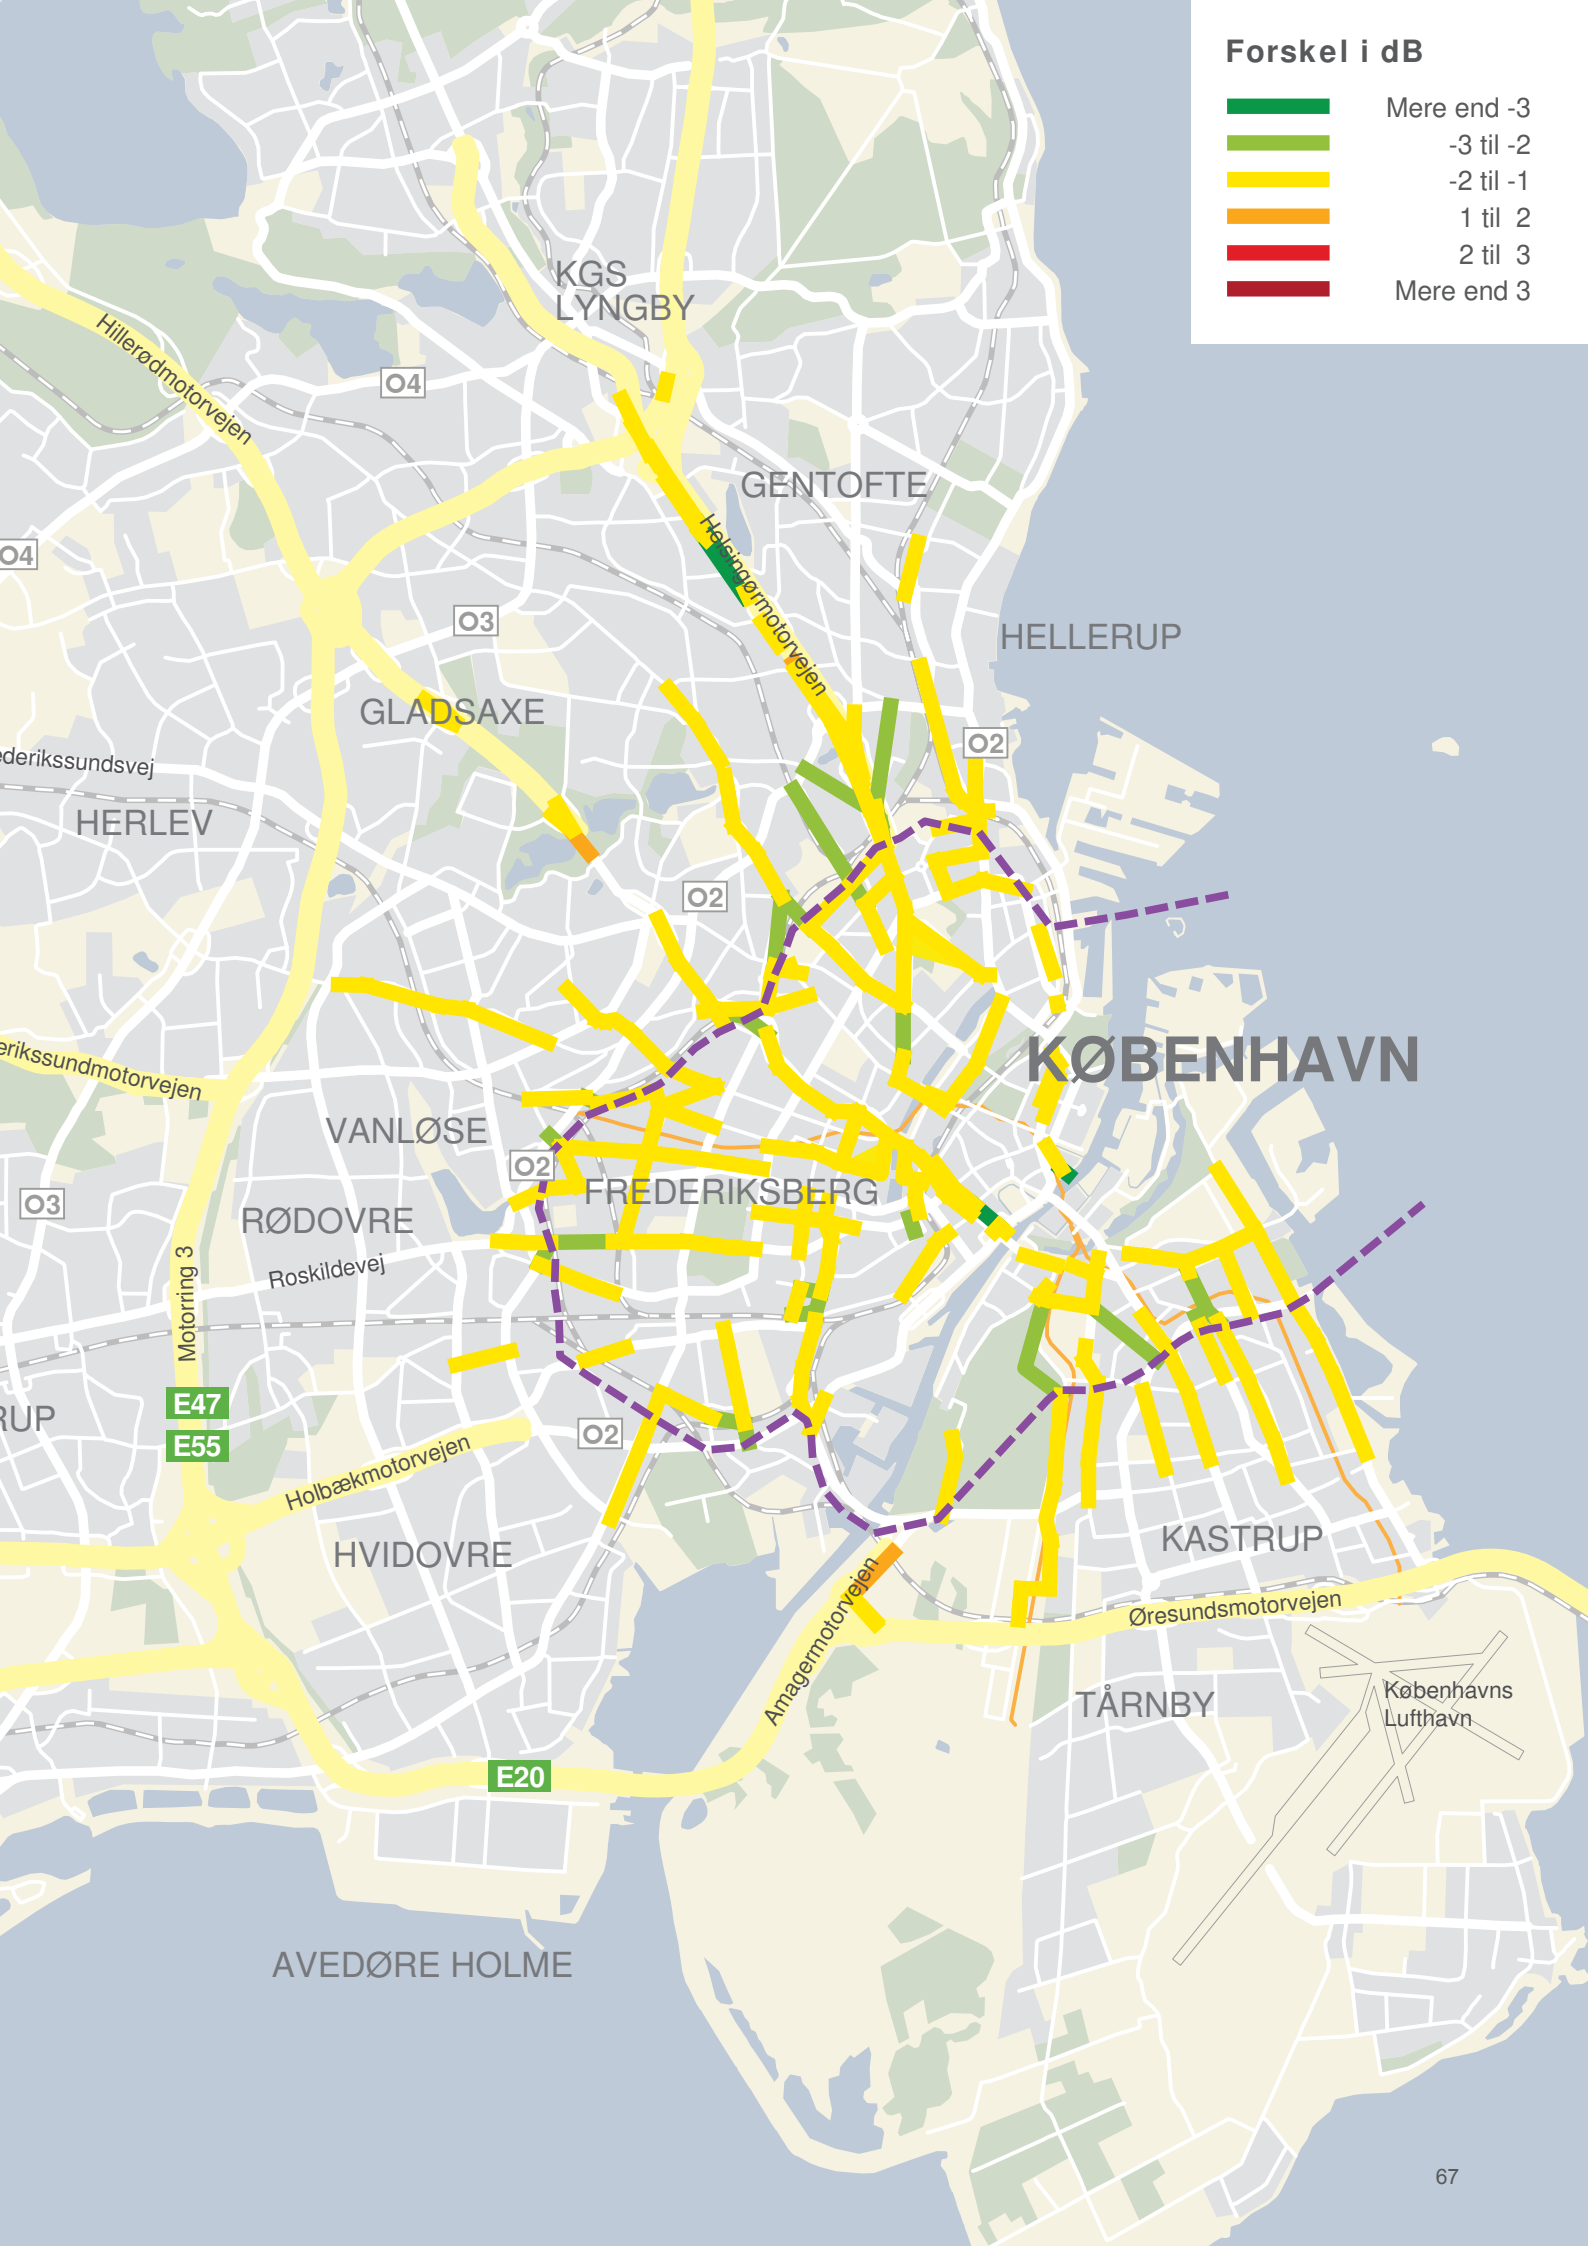 Forskel i dB
Mere end -3
-3 til -2
-2 til -1
1 til 2
2 til 3
Mere end 3
KGS
LYNGBY
Hillerødmotorvejen
O4
GENTOFTE
O4
Helsingørmotorvejen
O3
HELLERUP
GLADSAXE
O2
ederikssundsvej
HERLEV
O2
erikssundmotorvejen
KØBENHAVN
VANLØSE
O2
O3
FREDERIKSBERG
RØDOVRE
Roskildevej
Motorring 3
E47
RUP
O2
E55
Holbækmotorvejen
HVIDOVRE
KASTRUP
Amagermotorvejen
Øresundsmotorvejen
TÅRNBY
Københavns
Lufthavn
E20
AVEDØRE HOLME
67